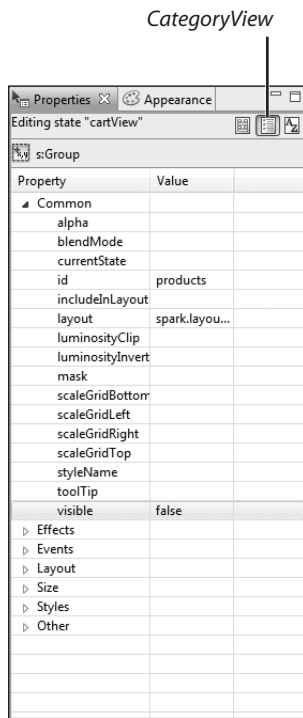 CategoryView
Properties Appearance
Editing state "cartView"
s:Group
Property Value
Common
alpha
blendMode
currentState
id products
includeInLayout
layout spark.layou...
luminosityClip
luminosityInvert
mask
scaleGridBottom
scaleGridLeft
scaleGridRight
scaleGridTop
styleName
toolTip
visible false
Effects
Events
Layout
Size
Styles
Other